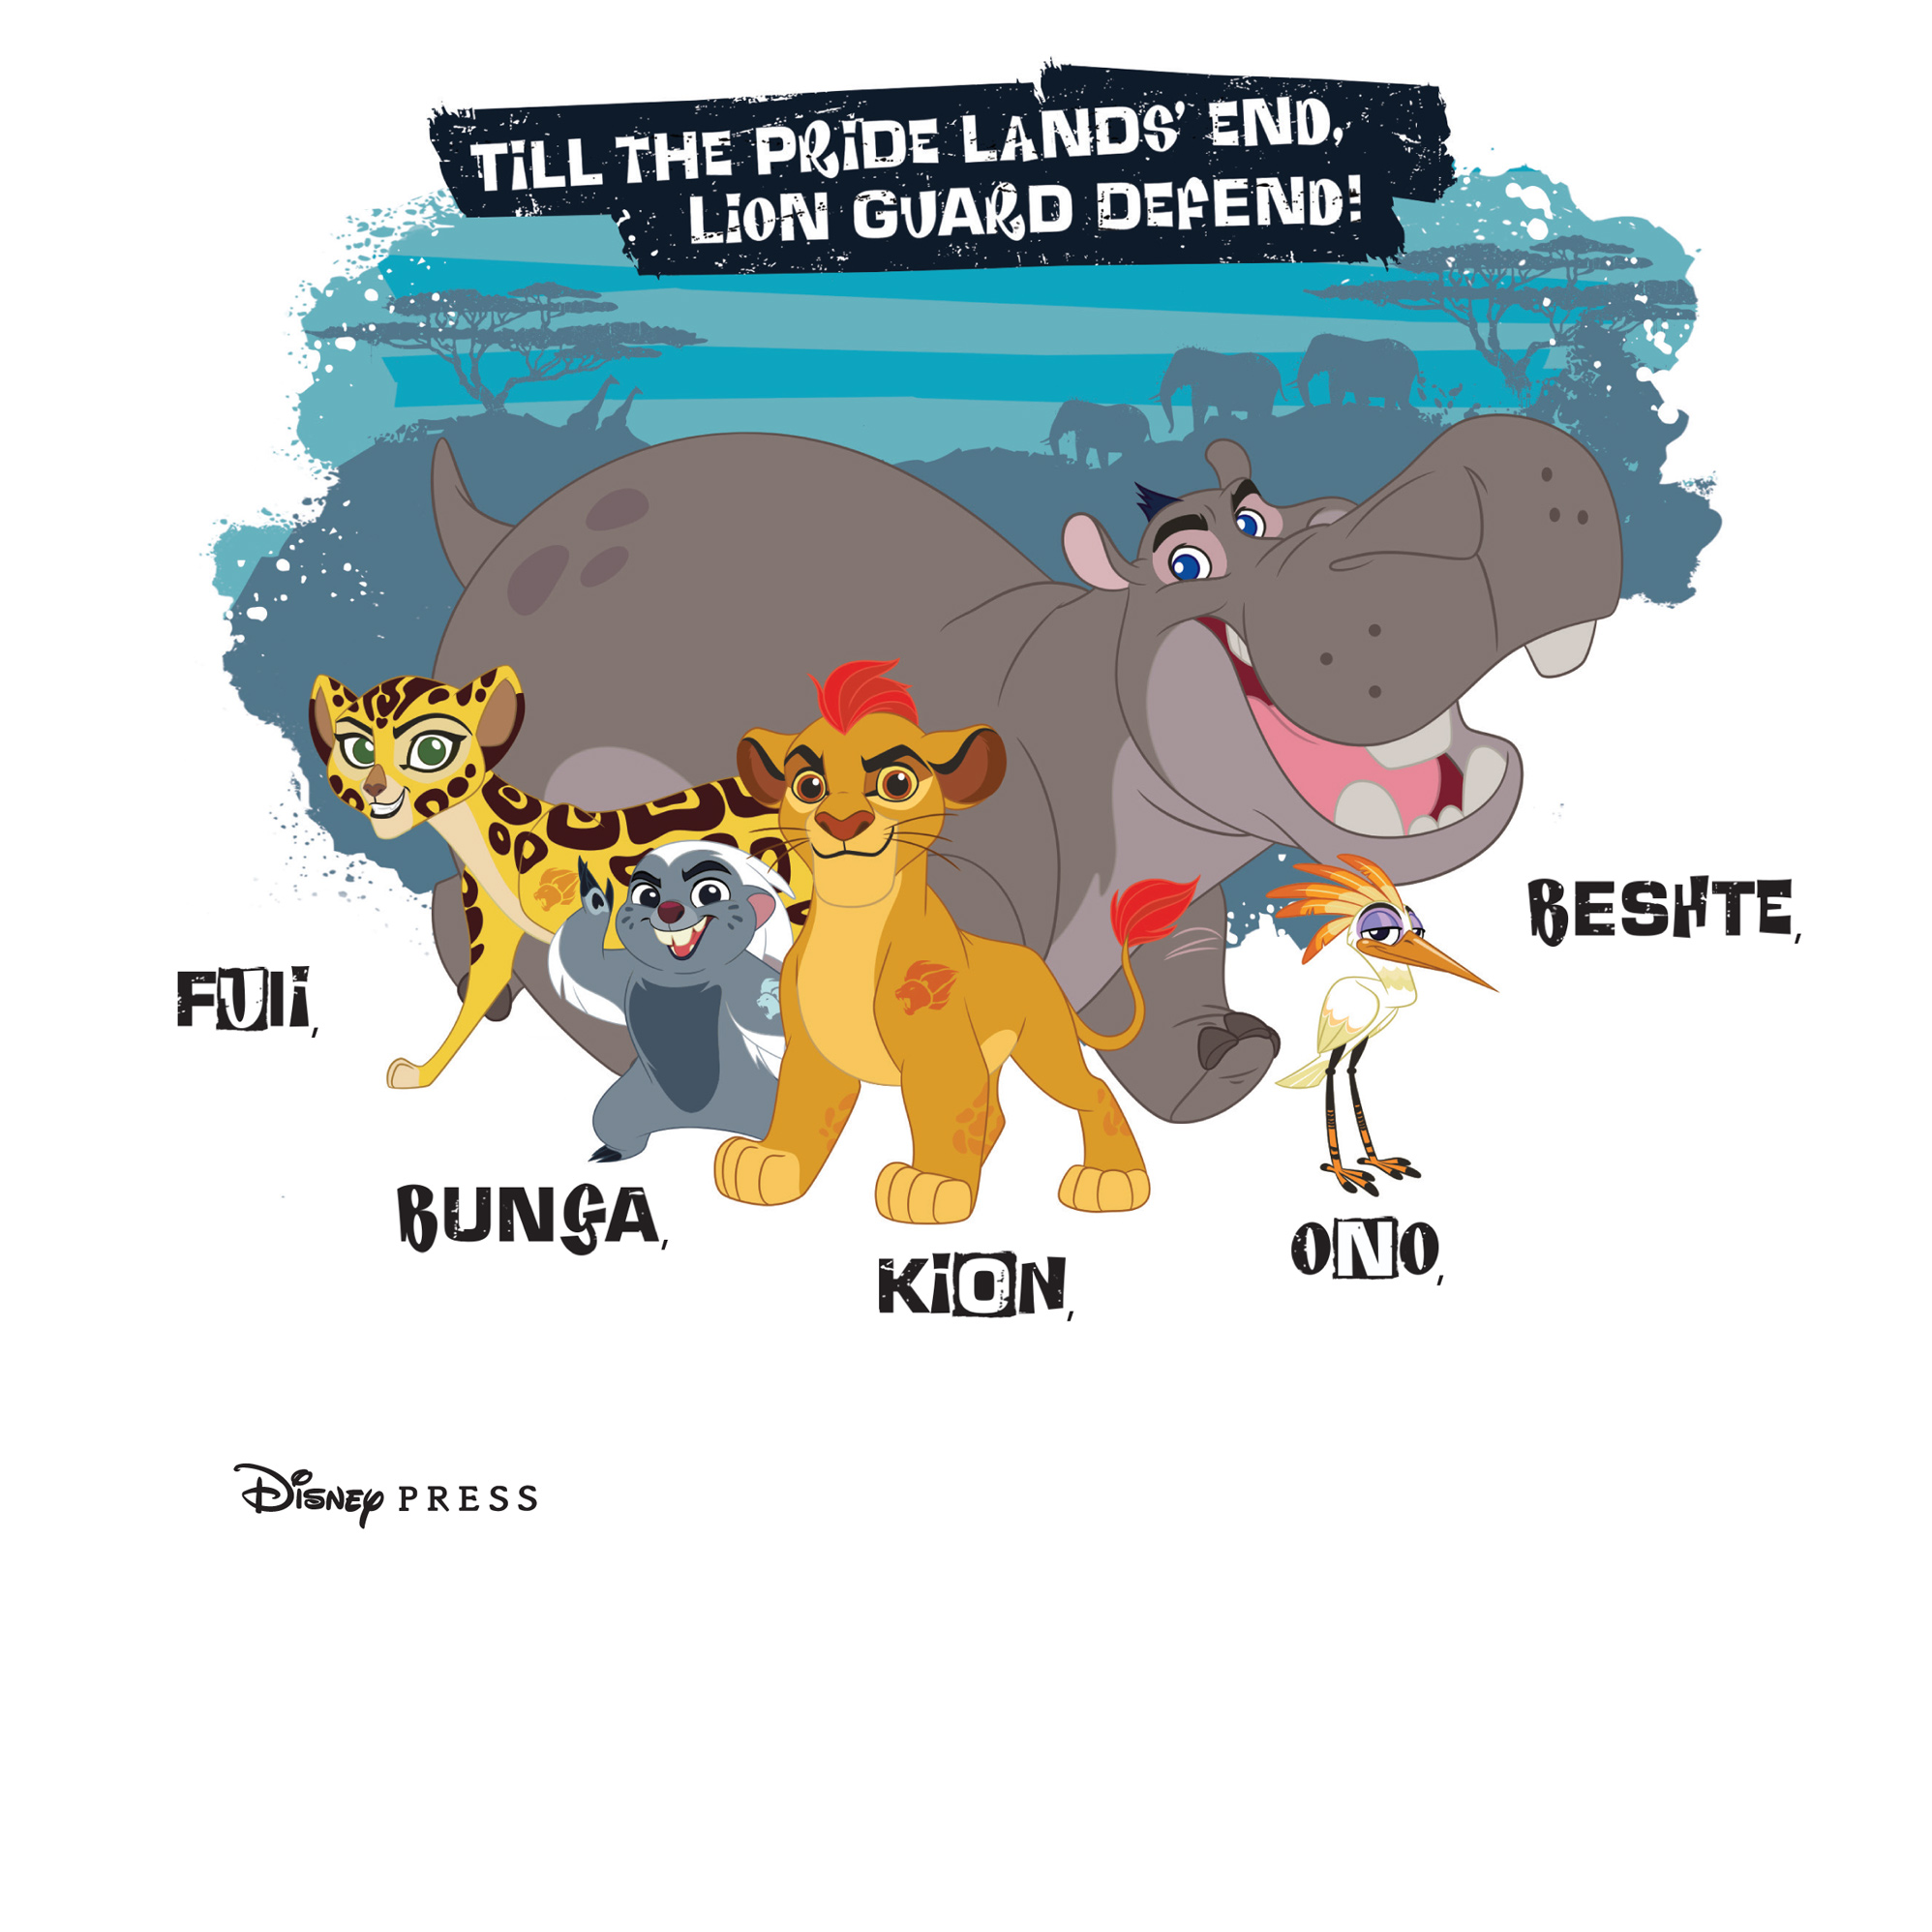 TiLL THE PRiDE LANDS' END,
LiON GUARD DEFEND!
BESHTE,
FULi,
BUNGA,
ONO,
KiON,
Disney PRESS